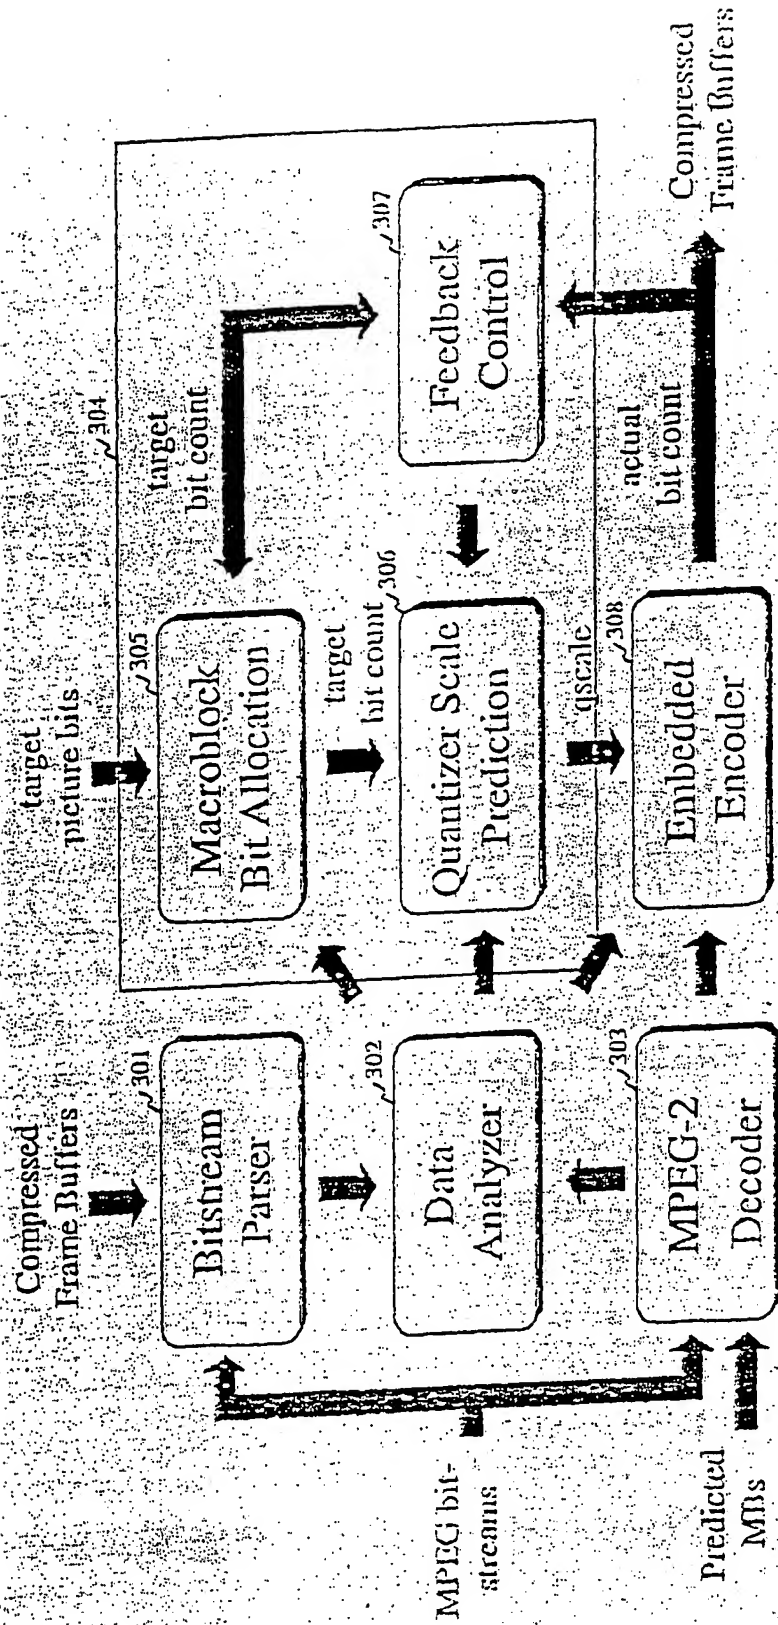 Compressed
Frame Buffers
301
Bitstream
Parser
302
Data
Analyzer
303
MPEG-2
Decoder
MPEG bit-
streams
Predicted
MBs
target
picture bits
304
305
Macroblock
Bit Allocation
target
bit count
target
bit count
306
Quantizer Scale
Prediction
307
Feedback
Control
qscale
308
Embedded
Encoder
actual
bit count
Compressed
Frame Buffers